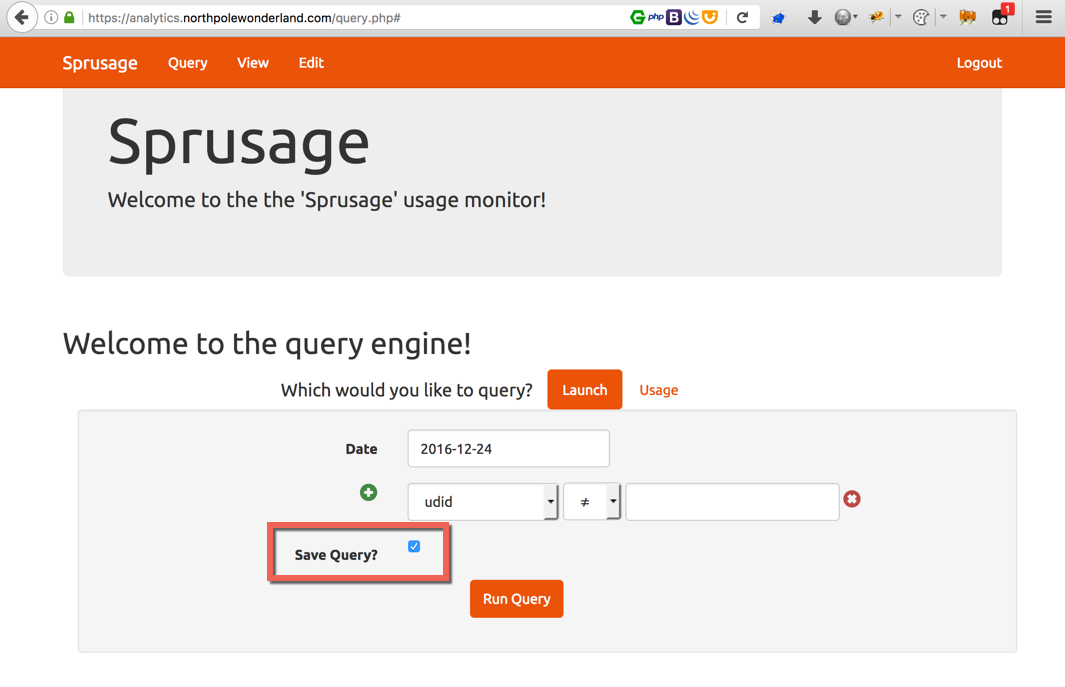 https://analytics.northpolewonderland.com/query.php#
php
1
Sprusage Query View Edit Logout
Sprusage
Welcome to the the 'Sprusage' usage monitor!
Welcome to the query engine!
Which would you like to query? Launch Usage
Date 2016-12-24
udid ≠
Save Query?
Run Query